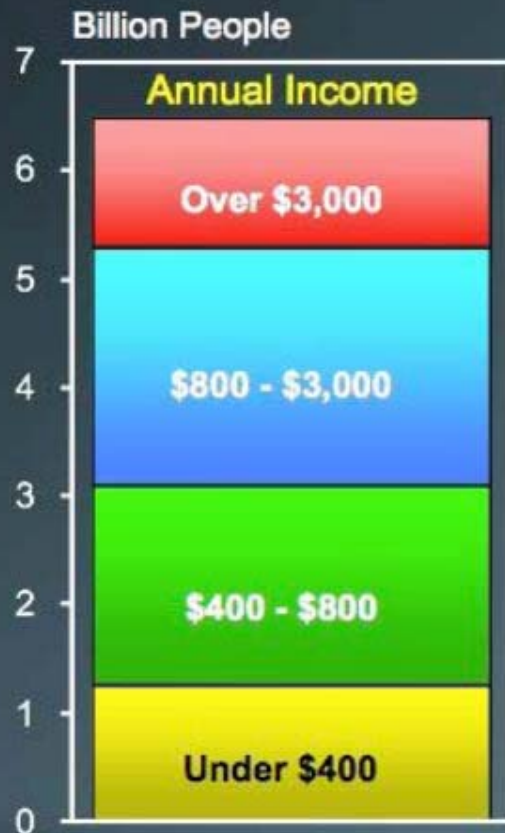 Billion People
7
Annual Income
6
Over $3,000
5
4
$800 - $3,000
3
2
$400 - $800
1
Under $400
0